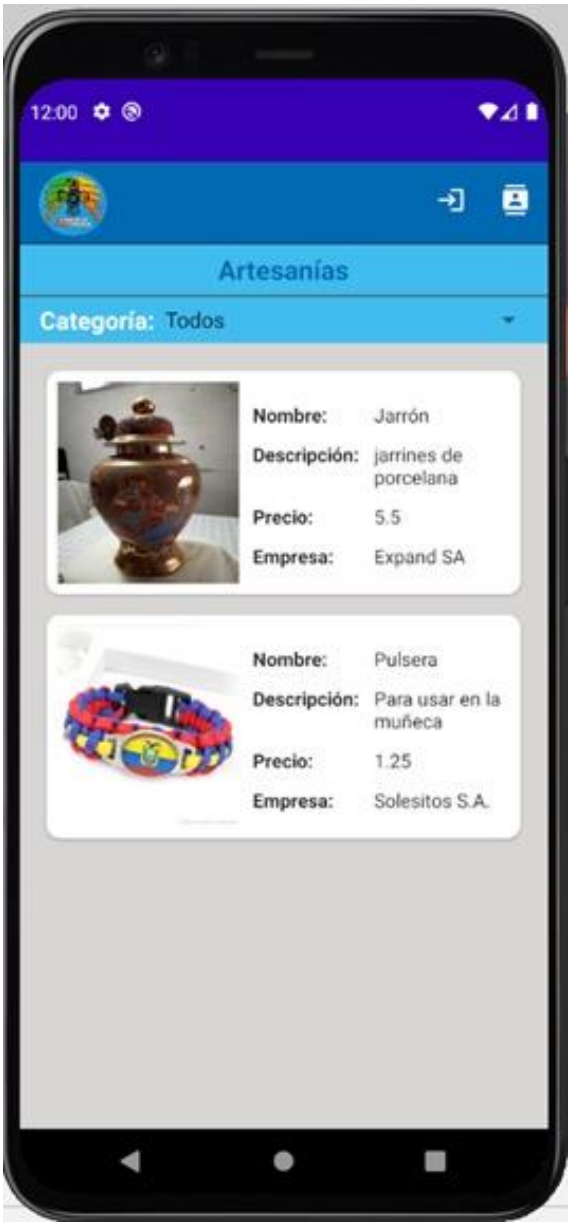 12:00
Artesanías
Categoría: Todos
Nombre: Jarrón
Descripción: jarrines de
porcelana
Precio: 5.5
Empresa: Expand SA
Nombre: Pulsera
Descripción: Para usar en la
muñeca
Precio: 1.25
Empresa: Solesitos S.A.